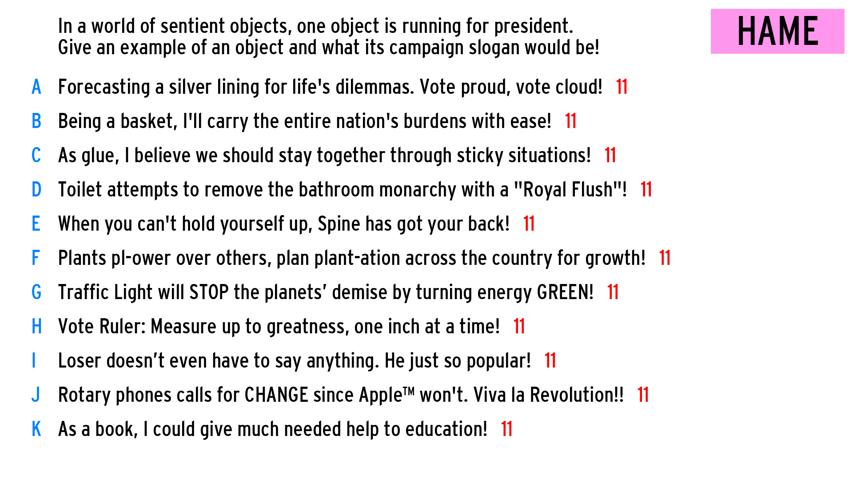 In a world of sentient objects, one object is running for president.
Give an example of an object and what its campaign slogan would be!
HAME
A Forecasting a silver lining for life's dilemmas. Vote proud, vote cloud! 11
B Being a basket, I'll carry the entire nation's burdens with ease! 11
C As glue, I believe we should stay together through sticky situations! 11
D Toilet attempts to remove the bathroom monarchy with a "Royal Flush"! 11
E When you can't hold yourself up, Spine has got your back! 11
F Plants pl-ower over others, plan plant-ation across the country for growth! 11
G Traffic Light will STOP the planets’ demise by turning energy GREEN! 11
H Vote Ruler: Measure up to greatness, one inch at a time! 11
I Loser doesn’t even have to say anything. He just so popular! 11
J Rotary phones calls for CHANGE since Apple™ won't. Viva la Revolution!! 11
K As a book, I could give much needed help to education! 11